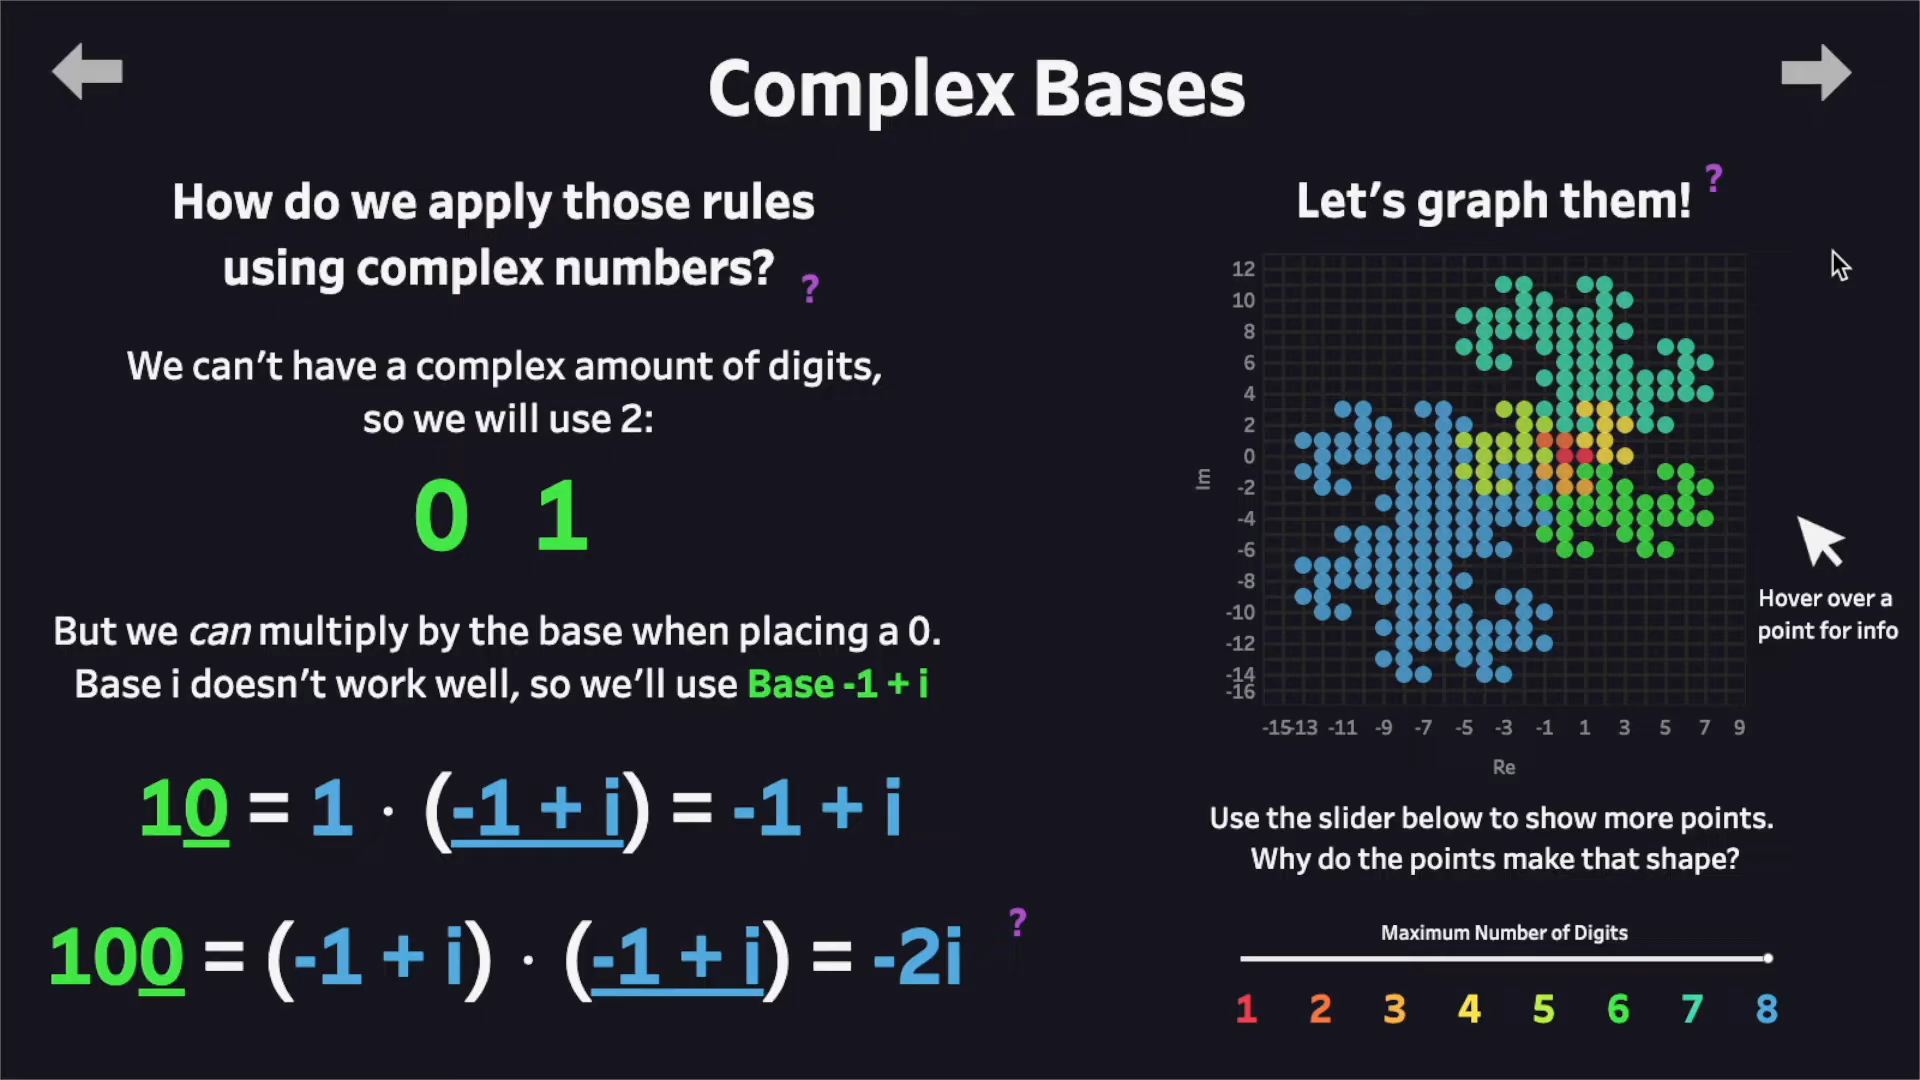 Complex Bases
How do we apply those rules
using complex numbers?
?
We can't have a complex amount of digits,
so we will use 2:
0 1
But we can multiply by the base when placing a 0.
Base i doesn't work well, so we'll use Base -1 + i
10 = 1 · (-1 + i) = -1 + i
100 = (-1 + i) · (-1 + i) = -2i
?
Let's graph them!
?
12
10
8
6
4
2
0
-2
-4
-6
-8
-10
-12
-14
-16
Im
-15 -13 -11 -9 -7 -5 -3 -1 1 3 5 7 9
Re
Hover over a
point for info
Use the slider below to show more points.
Why do the points make that shape?
Maximum Number of Digits
1 2 3 4 5 6 7 8